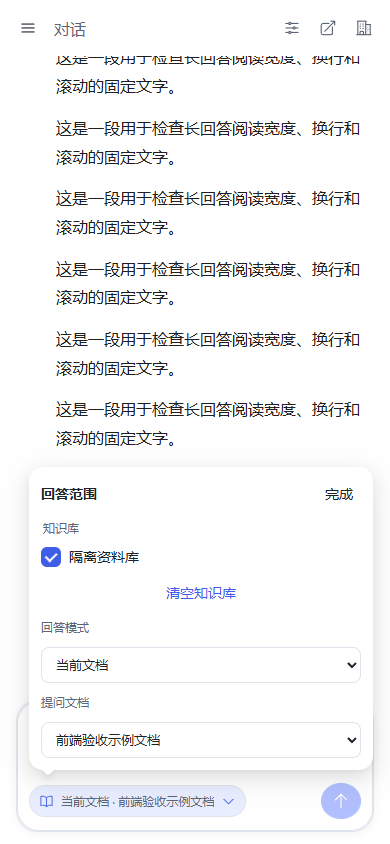 对话
这是一段用于检查长回答阅读宽度、换行和
滚动的固定文字。
这是一段用于检查长回答阅读宽度、换行和
滚动的固定文字。
这是一段用于检查长回答阅读宽度、换行和
滚动的固定文字。
这是一段用于检查长回答阅读宽度、换行和
滚动的固定文字。
这是一段用于检查长回答阅读宽度、换行和
滚动的固定文字。
这是一段用于检查长回答阅读宽度、换行和
滚动的固定文字。
回答范围 完成
知识库
隔离资料库
清空知识库
回答模式
当前文档
提问文档
前端验收示例文档
当前文档 · 前端验收示例文档